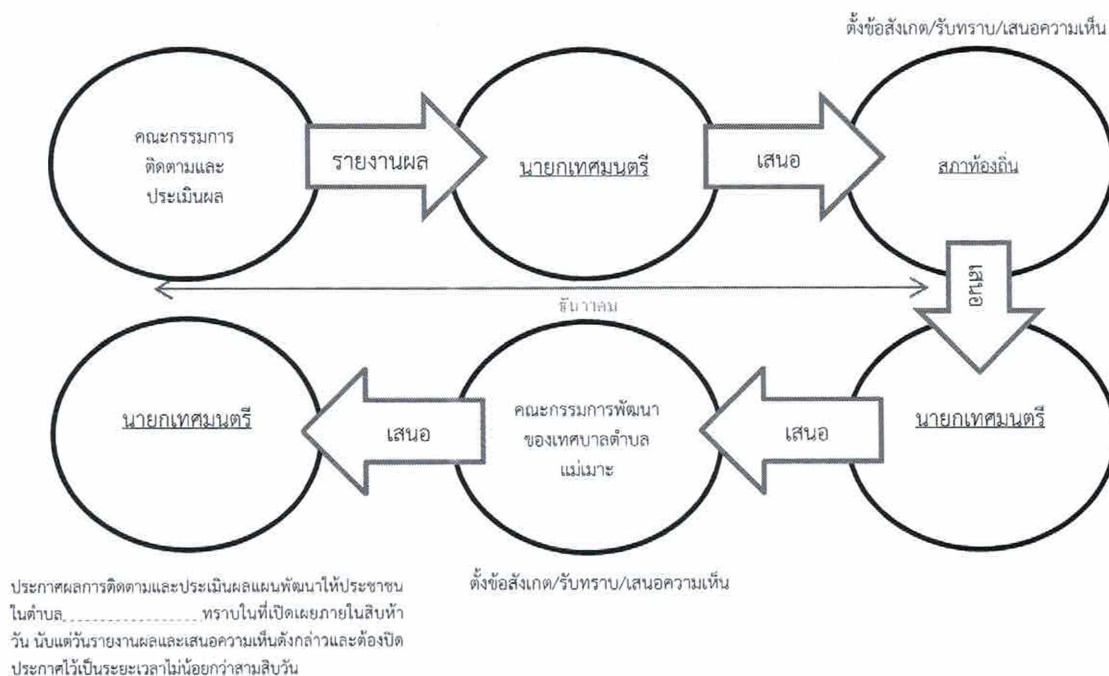 ตั้งข้อสังเกต/รับทราบ/เสนอความเห็น
คณะกรรมการ
ติดตามและ
ประเมินผล
รายงานผล
นายกเทศมนตรี
เสนอ
สภาท้องถิ่น
เสนอ
ธันวาคม
นายกเทศมนตรี
เสนอ
คณะกรรมการพัฒนา
ของเทศบาลตำบล
แม่เมาะ
เสนอ
นายกเทศมนตรี
ตั้งข้อสังเกต/รับทราบ/เสนอความเห็น
ประกาศผลการติดตามและประเมินผลแผนพัฒนาให้ประชาชน
ในตำบล ทราบในที่เปิดเผยภายในสิบห้า
วัน นับแต่วันรายงานผลและเสนอความเห็นดังกล่าวและต้องปิด
ประกาศไว้เป็นระยะเวลาไม่น้อยกว่าสามสิบวัน